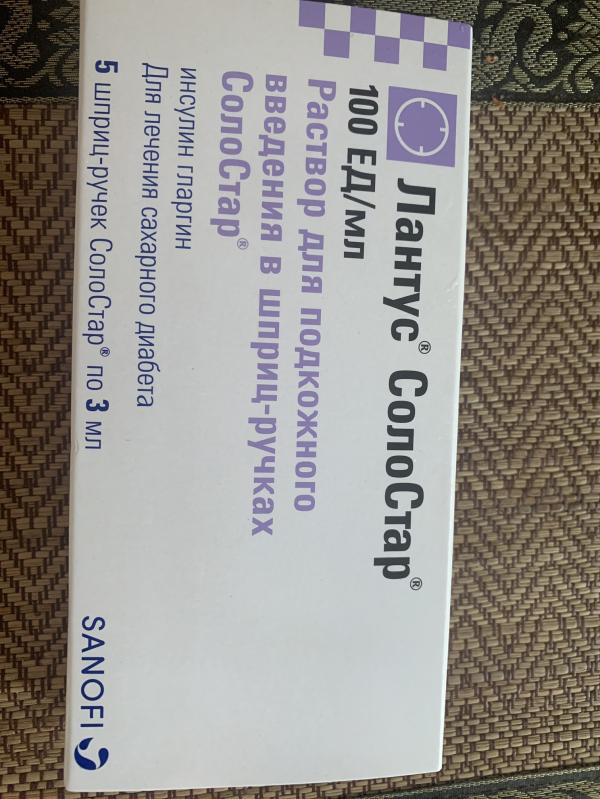 Лантус® СолоСтар®
100 ЕД/мл
Раствор для подкожного
введения в шприц-ручках
СолоСтар®
инсулин гларгин
Для лечения сахарного диабета
5 шприц-ручек СолоСтар® по 3 мл
SANOFI